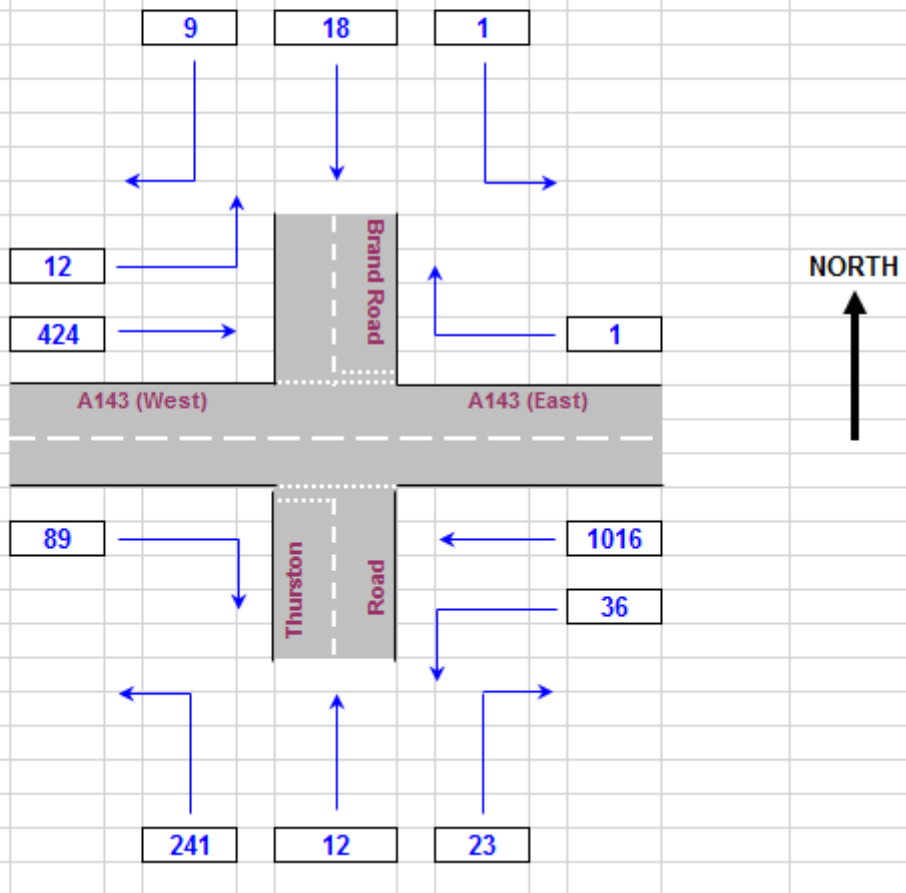 9
18
1
12
Brand Road
NORTH
424
1
A143 (West)
A143 (East)
89
1016
Thurston
Road
36
241
12
23